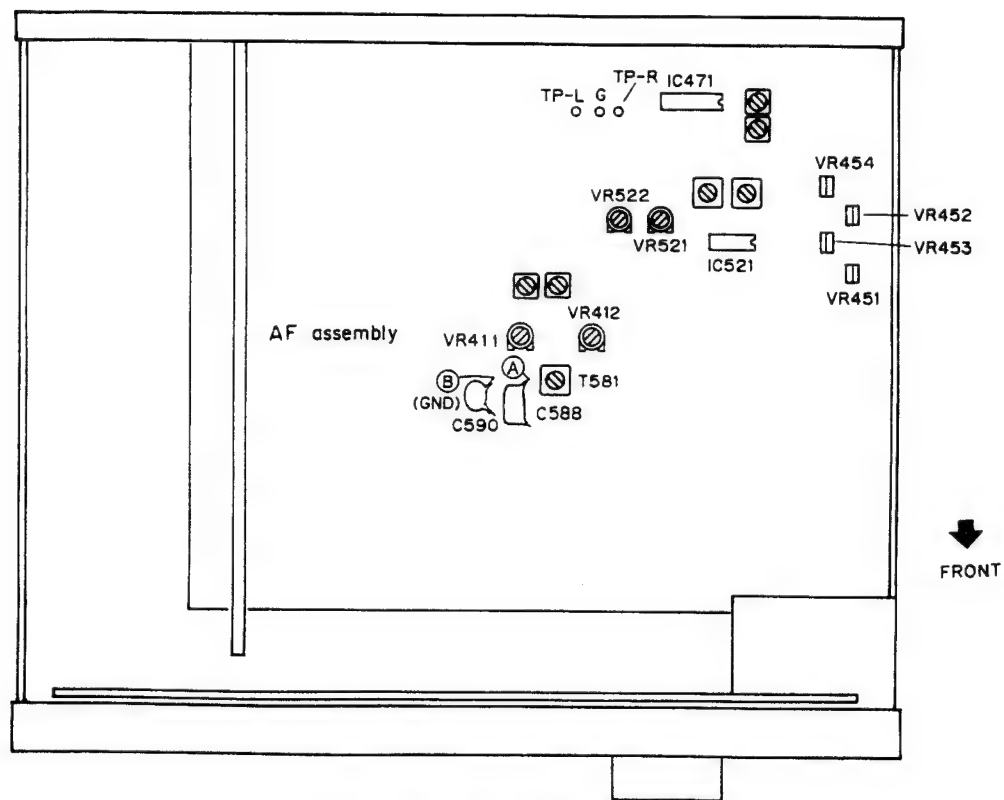 TP-R
IC471
TP-L
G
VR454
VR522
VR452
VR521
VR453
IC521
VR451
VR412
AF assembly
VR411
A
B
T581
(GND)
C588
C590
FRONT